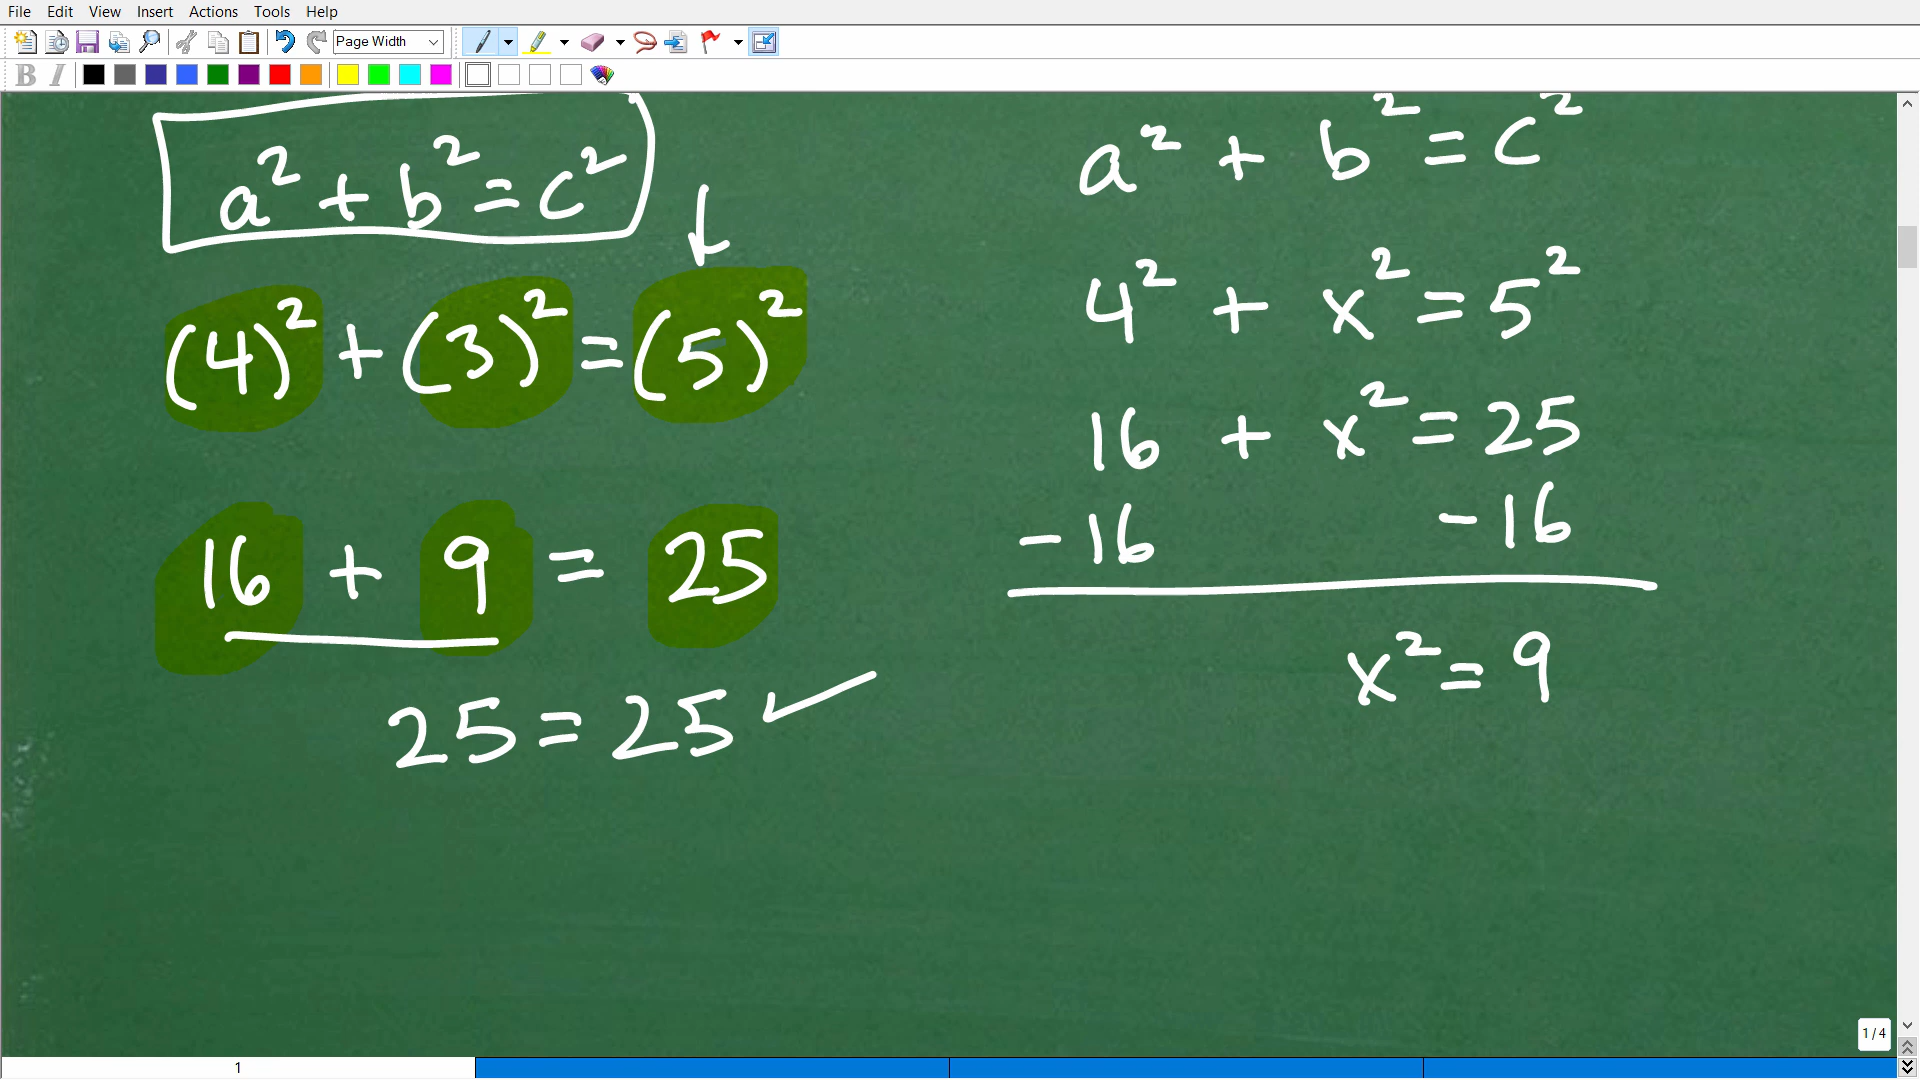 File Edit View Insert Actions Tools Help
Page Width
B I
a² + b² = c²
(4)² + (3)² = (5)²
16 + 9 = 25
25 = 25 ✓
a² + b² = c²
4² + x² = 5²
16 + x² = 25
-16 -16
x² = 9
1 / 4
1